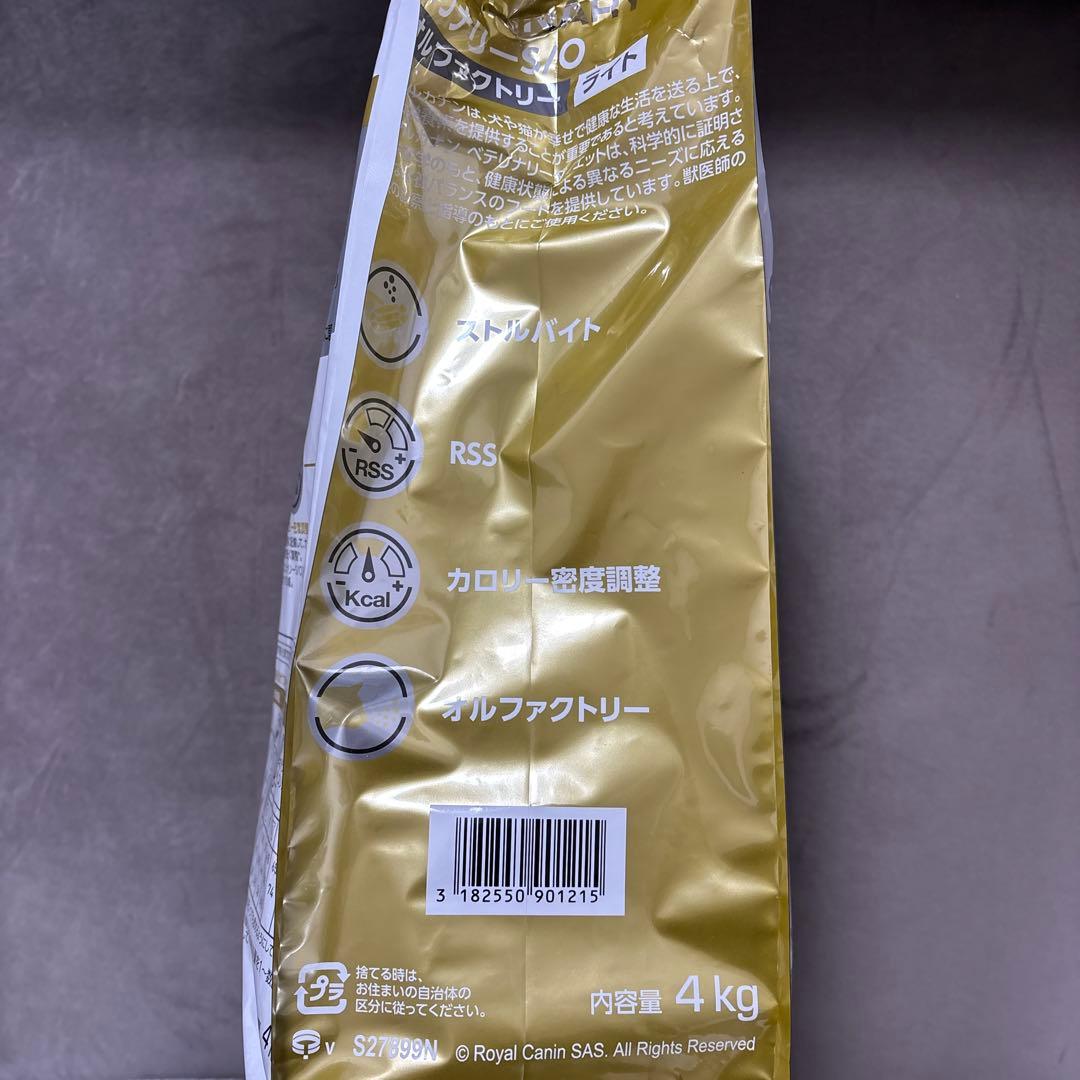 ナリーS/O
ルファクトリー ライト
カナンは、犬や猫が幸せで健康な生活を送る上で、
を提供することが重要であると考えています。
ベテリナリー ダイエットは、科学的に証明さ
のもと、健康状態による異なるニーズに応える
バランスのフードを提供しています。獣医師の
指導のもとにご使用ください。
ストルバイト
RSS
- RSS +
カロリー密度調整
- Kcal +
オルファクトリー
3 182550 901215
プラ
捨てる時は、
お住まいの自治体の
区分に従ってください。
内容量 4kg
V S27899N © Royal Canin SAS. All Rights Reserved